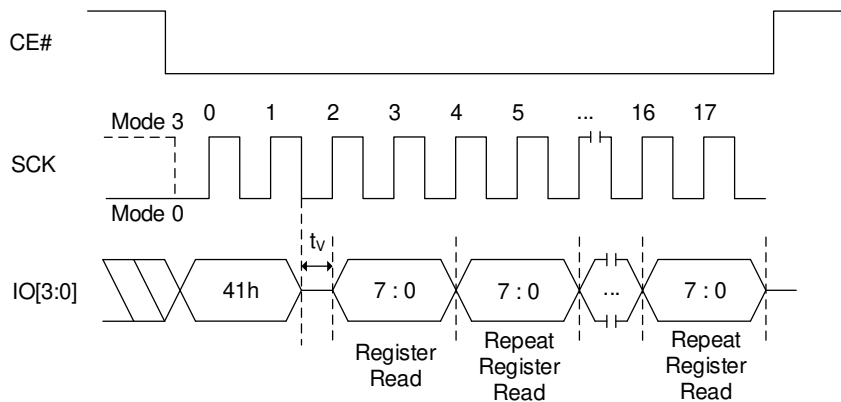 CE#
Mode 3 0 1 2 3 4 5 ... 16 17
SCK
Mode 0
tV
IO[3:0] 41h 7 : 0 7 : 0 ... 7 : 0
Register Read
Repeat Register Read
Repeat Register Read